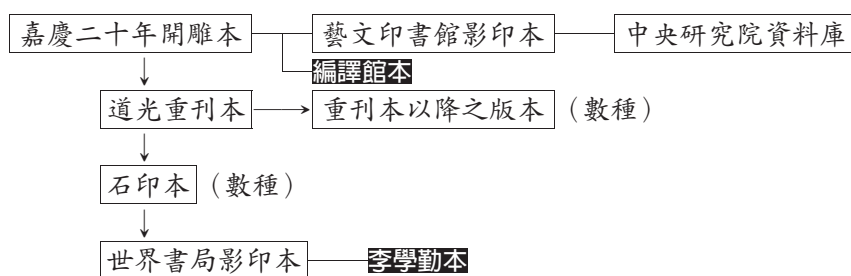 嘉慶二十年開雕本 藝文印書館影印本 中央研究院資料庫
編譯館本
道光重刊本 重刊本以降之版本（數種）
石印本（數種）
世界書局影印本 李學勤本